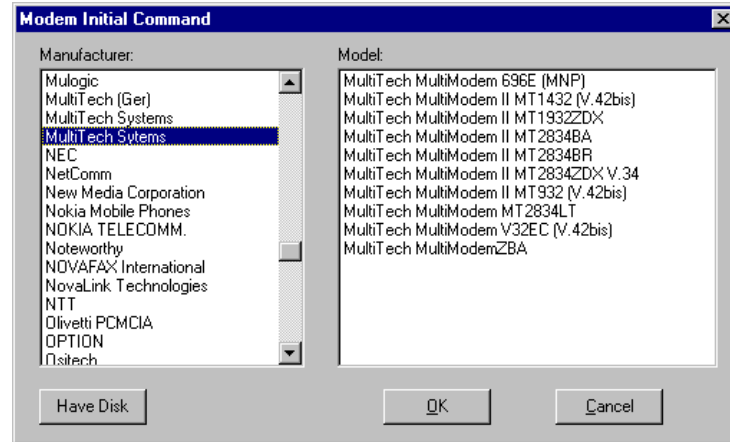 Modem Initial Command
Manufacturer:
Mulogic
MultiTech (Ger)
MultiTech Systems
MultiTech Sytems
NEC
NetComm
New Media Corporation
Nokia Mobile Phones
NOKIA TELECOMM.
Noteworthy
NOVAFAX International
NovaLink Technologies
NTT
Olivetti PCMCIA
OPTION
Ositech
Model:
MultiTech MultiModem 696E (MNP)
MultiTech MultiModem II MT1432 (V.42bis)
MultiTech MultiModem II MT1932ZDX
MultiTech MultiModem II MT2834BA
MultiTech MultiModem II MT2834BR
MultiTech MultiModem II MT2834ZDX V.34
MultiTech MultiModem II MT932 (V.42bis)
MultiTech MultiModem MT2834LT
MultiTech MultiModem V32EC (V.42bis)
MultiTech MultiModemZBA
Have Disk
OK
Cancel